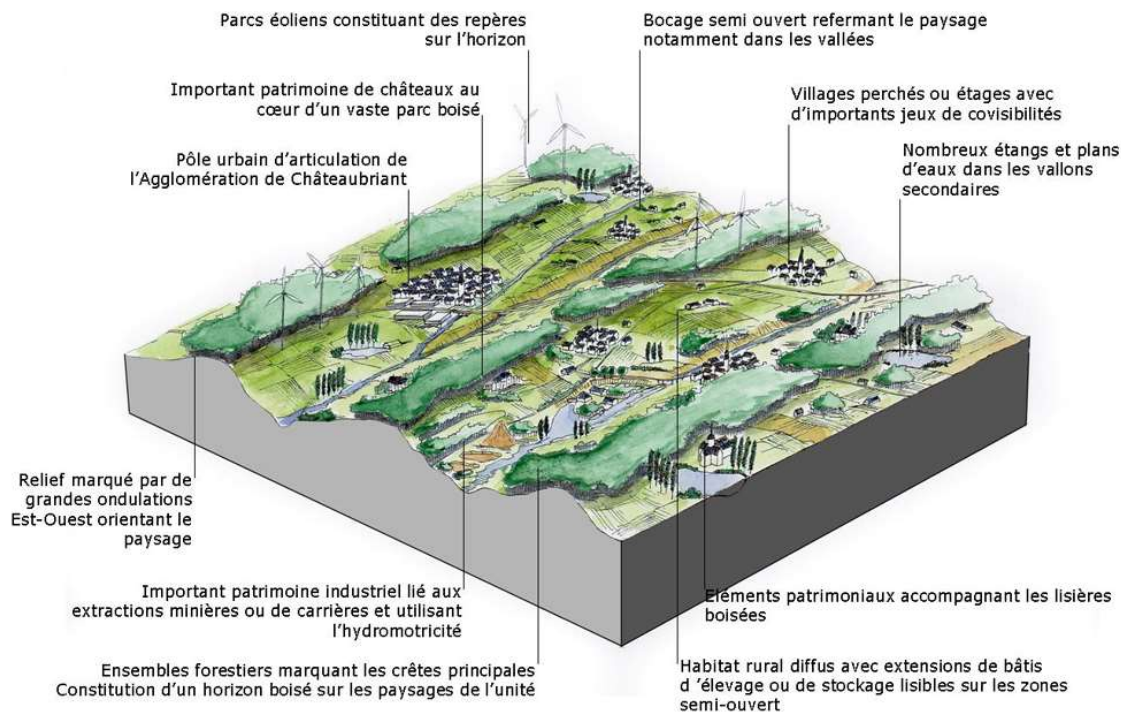 Parcs éoliens constituant des repères
sur l'horizon
Bocage semi ouvert refermant le paysage
notamment dans les vallées
Important patrimoine de châteaux au
cœur d'un vaste parc boisé
Villages perchés ou étages avec
d'importants jeux de covisibilités
Pôle urbain d'articulation de
l'Agglomération de Châteaubriant
Nombreux étangs et plans
d'eaux dans les vallons
secondaires
Relief marqué par de
grandes ondulations
Est-Ouest orientant le
paysage
Important patrimoine industriel lié aux
extractions minières ou de carrières et utilisant
l'hydromotricité
Eléments patrimoniaux accompagnant les lisières
boisées
Ensembles forestiers marquant les crêtes principales
Constitution d'un horizon boisé sur les paysages de l'unité
Habitat rural diffus avec extensions de bâtis
d 'élevage ou de stockage lisibles sur les zones
semi-ouvert